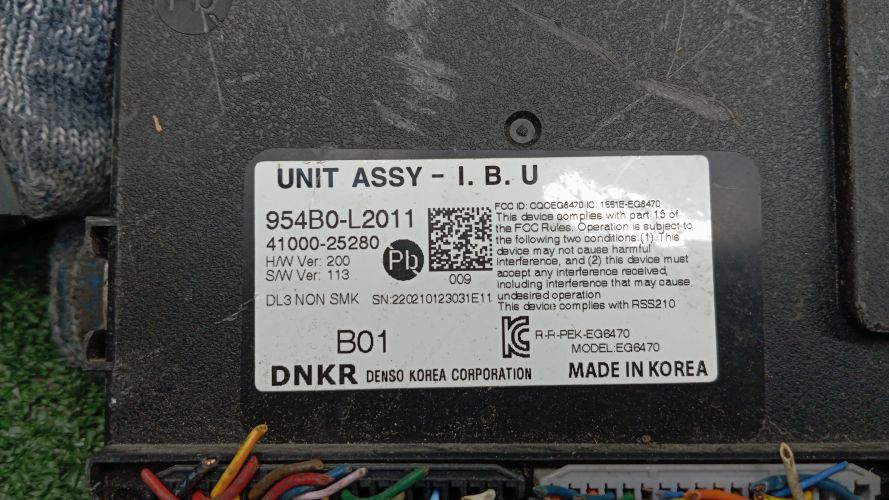 UNIT ASSY - I. B. U
954B0-L2011
41000-25280
H/W Ver: 200
S/W Ver: 113
Pb
009
FCC ID: CQOEG6470 IC: 1551E-EG6470
This device complies with part 15 of
the FCC Rules. Operation is subject to
the following two conditions:(1) This
device may not cause harmful
interference, and (2) this device must
accept any interference received,
including interference that may cause
undesired operation
This device complies with RSS210
DL3 NON SMK SN:220210123031E11
B01
R-R-PEK-EG6470
MODEL:EG6470
DNKR DENSO KOREA CORPORATION MADE IN KOREA